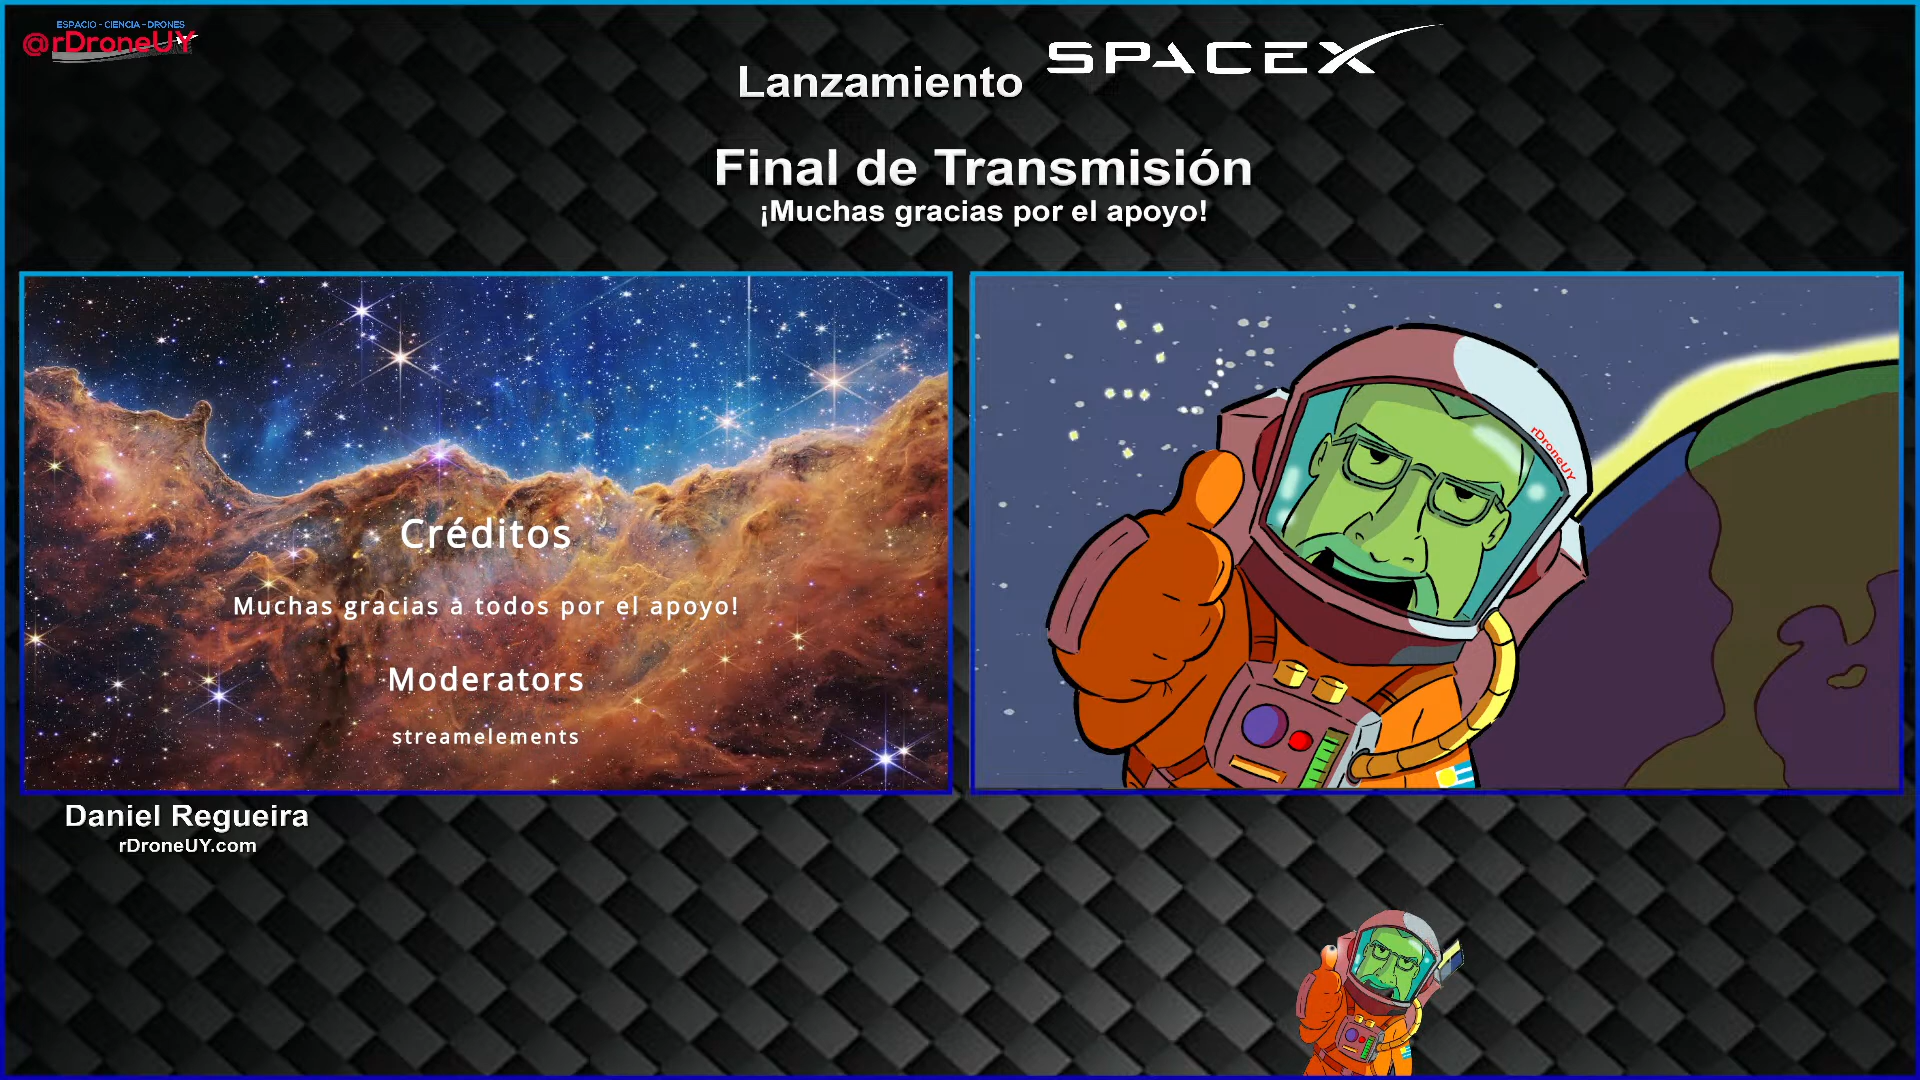 ESPACIO - CIENCIA - DRONES
@rDroneUY
Lanzamiento SPACEX
Final de Transmisión
¡Muchas gracias por el apoyo!
Créditos
Muchas gracias a todos por el apoyo!
Moderators
streamelements
rDroneUY
Daniel Regueira
rDroneUY.com